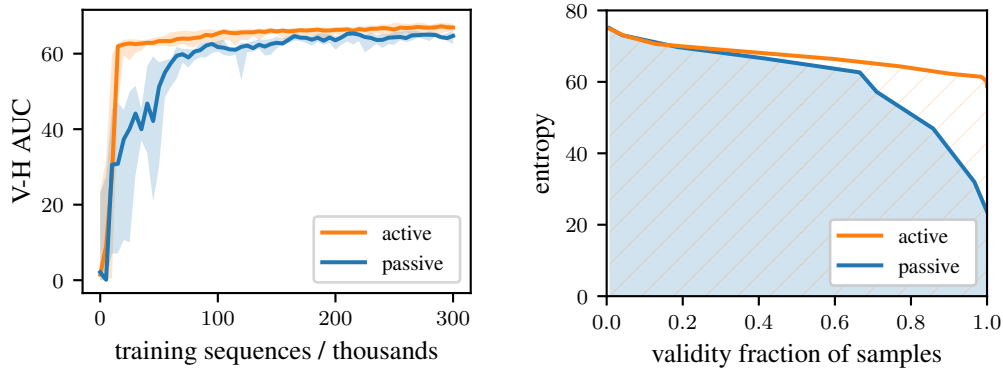 V-H AUC
60
40
20
0
active
passive
0
100
200
300
training sequences / thousands
entropy
80
60
40
20
0
active
passive
0.0
0.2
0.4
0.6
0.8
1.0
validity fraction of samples